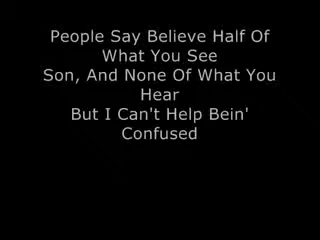 People Say Believe Half Of
What You See
Son, And None Of What You
Hear
But I Can't Help Bein'
Confused